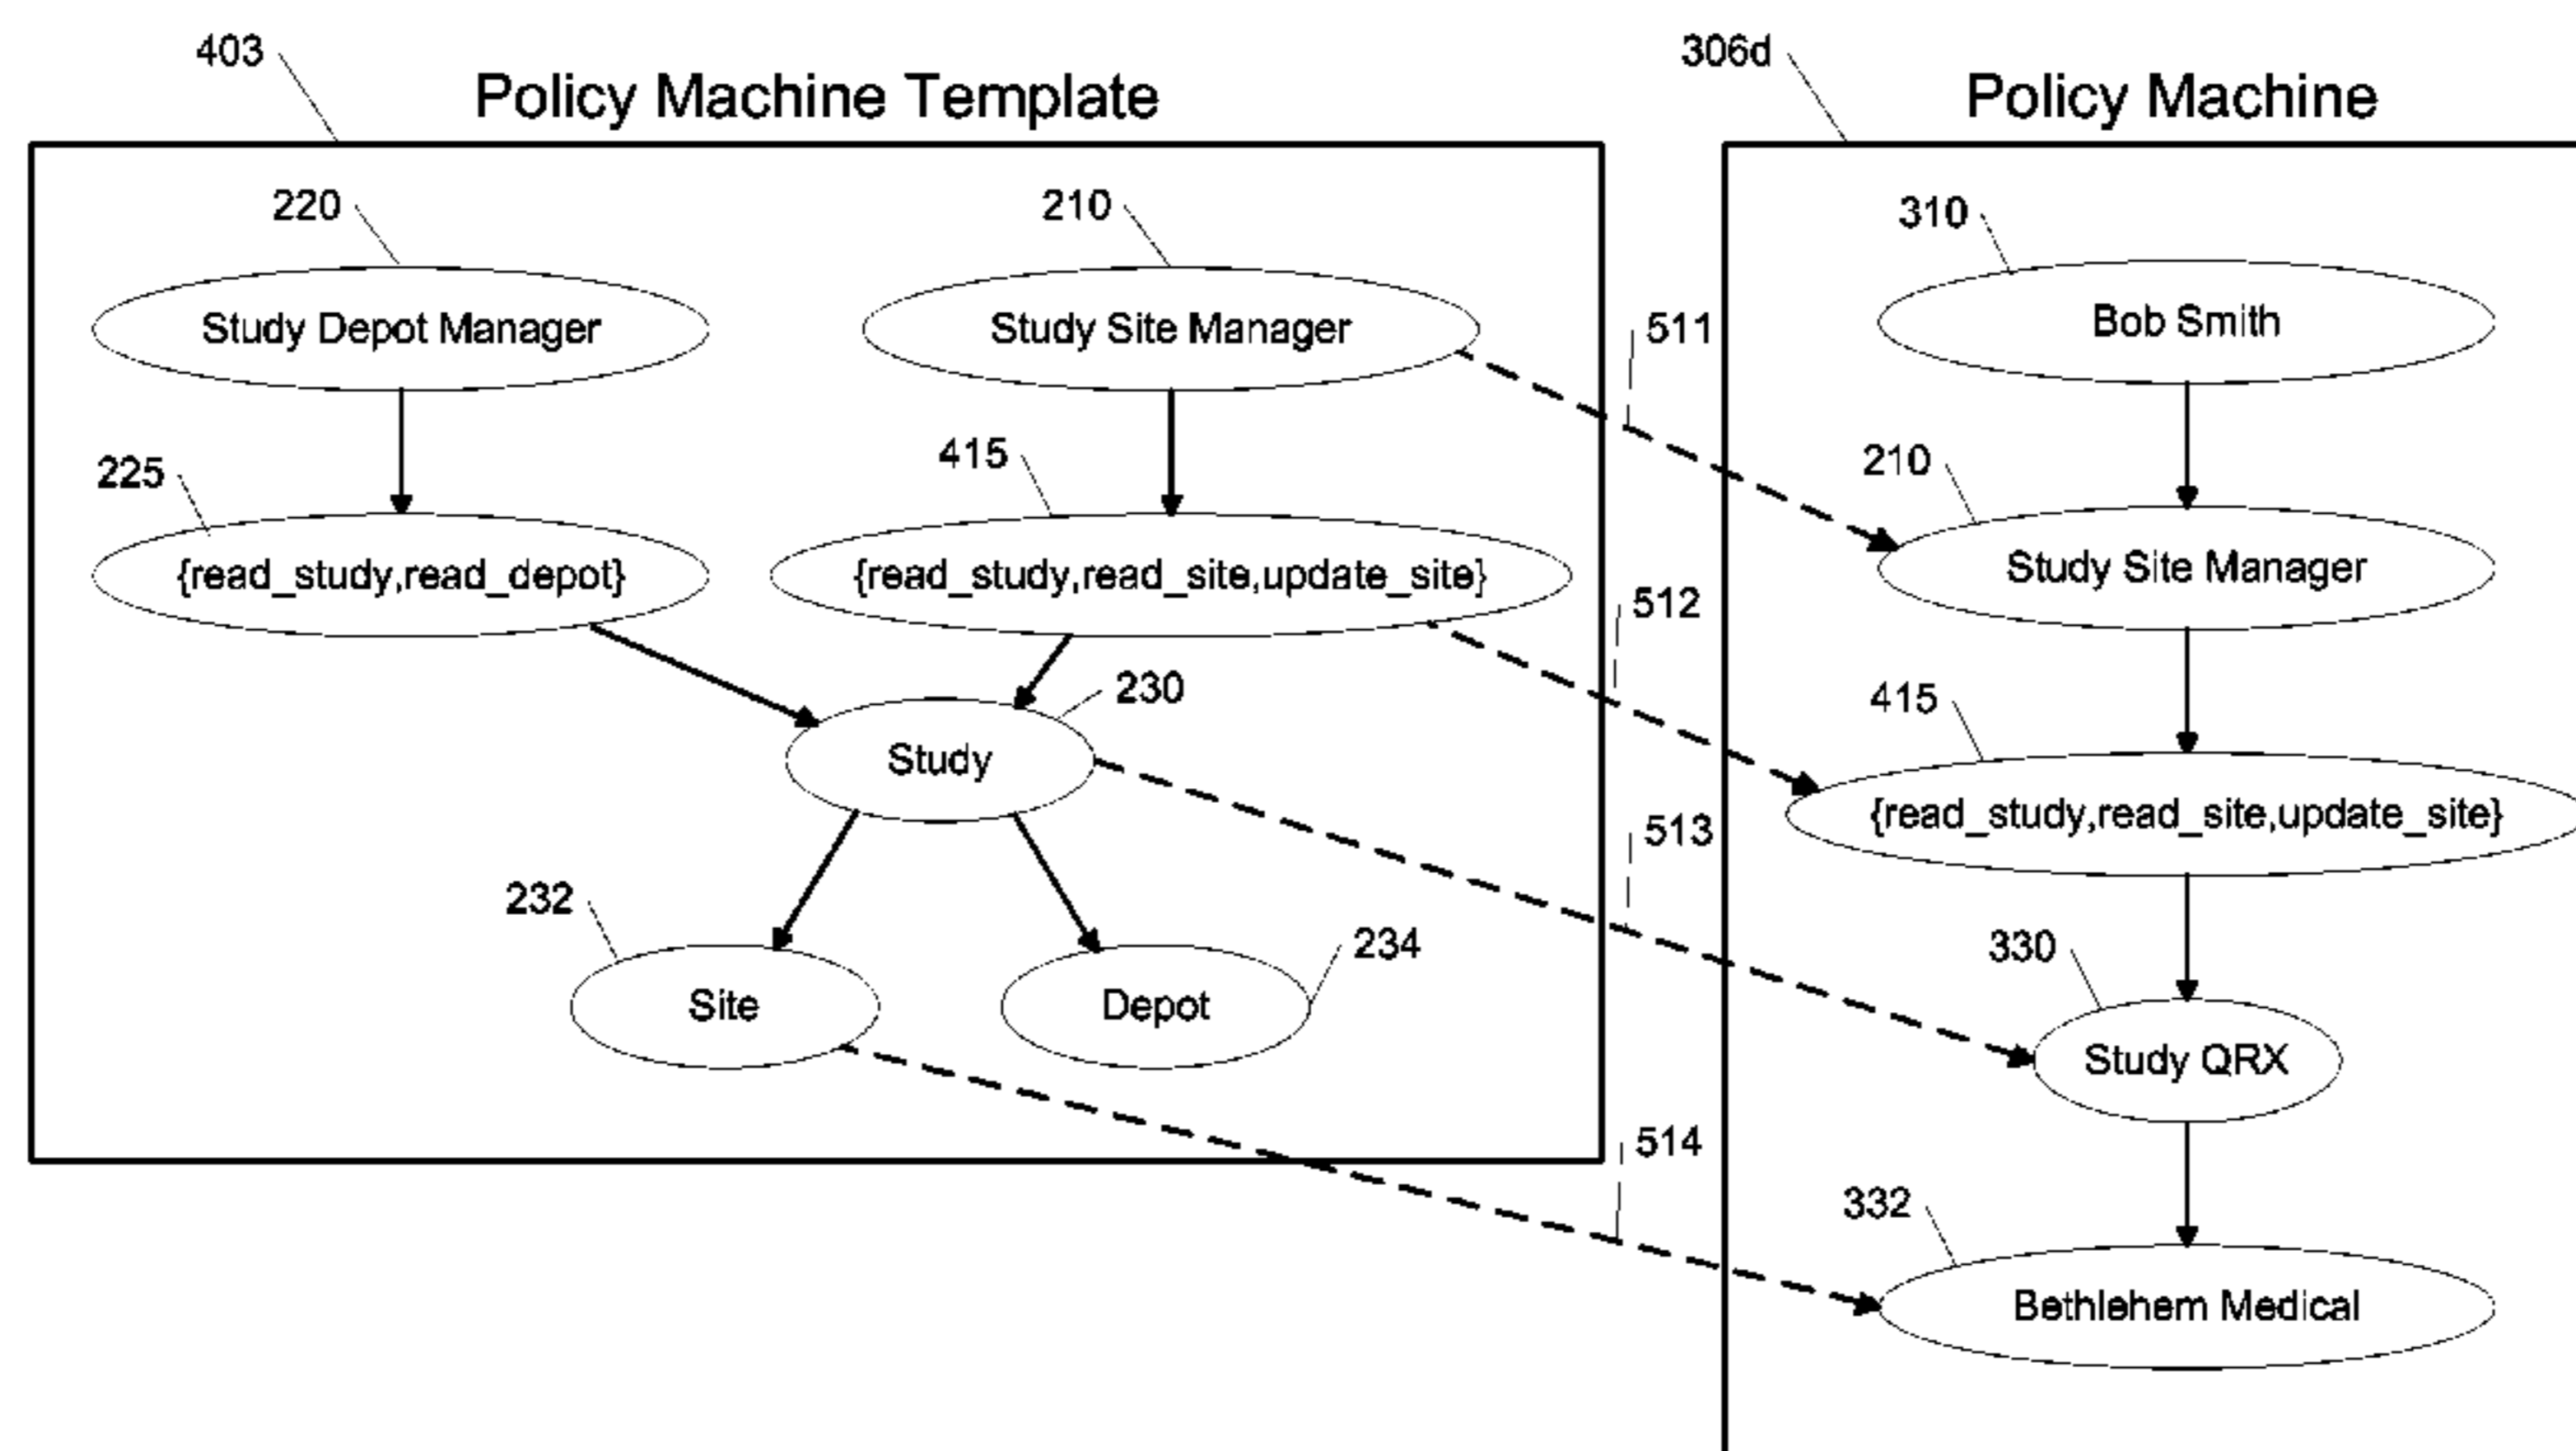 403
306d
Policy Machine Template
Policy Machine
220
210
310
Study Depot Manager
Study Site Manager
511
Bob Smith
225
415
210
{read_study,read_depot}
{read_study,read_site,update_site}
512
Study Site Manager
230
415
Study
513
{read_study,read_site,update_site}
232
234
330
Site
Depot
Study QRX
514
332
Bethlehem Medical